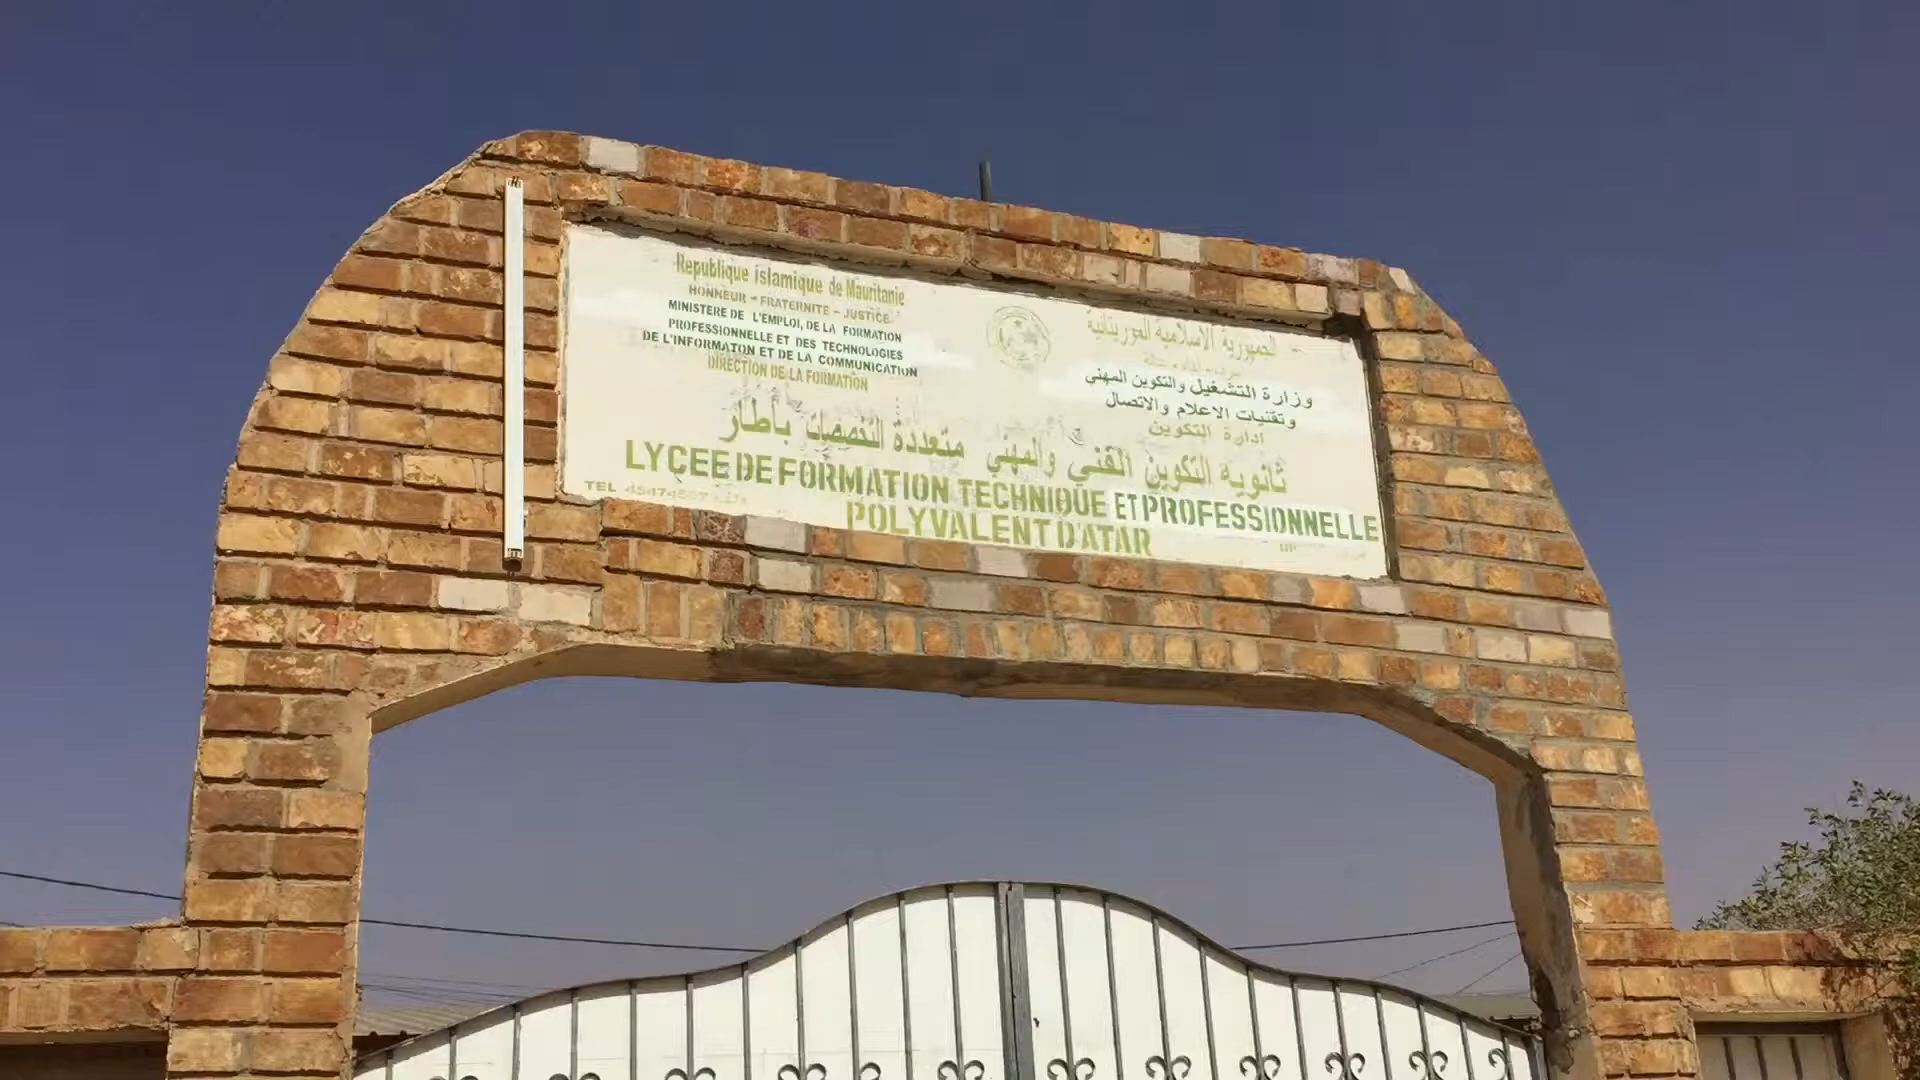 Republique islamique de Mauritanie
HONNEUR - FRATERNITE - JUSTICE
MINISTERE DE L'EMPLOI, DE LA FORMATION
PROFESSIONNELLE ET DES TECHNOLOGIES
DE L'INFORMATON ET DE LA COMMUNICATION
DIRECTION DE LA FORMATION
الجمهورية الاسلامية الموريتانية
وزارة التشغيل والتكوين المهني
وتقنيات الاعلام والاتصال
ادارة التكوين
ثانوية التكوين الفني والمهني متعددة التخصصات بأطار
LYCEE DE FORMATION TECHNIQUE ET PROFESSIONNELLE
POLYVALENT D'ATAR
TEL